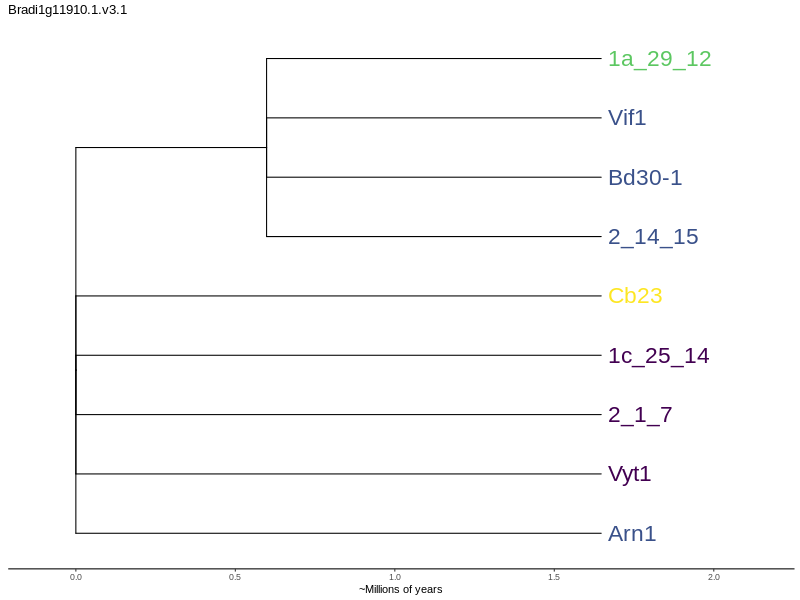 Bradi1g11910.1.v3.1
1a_29_12
Vif1
Bd30-1
2_14_15
Cb23
1c_25_14
2_1_7
Vyt1
Arn1
0.0 0.5 1.0 1.5 2.0
~Millions of years